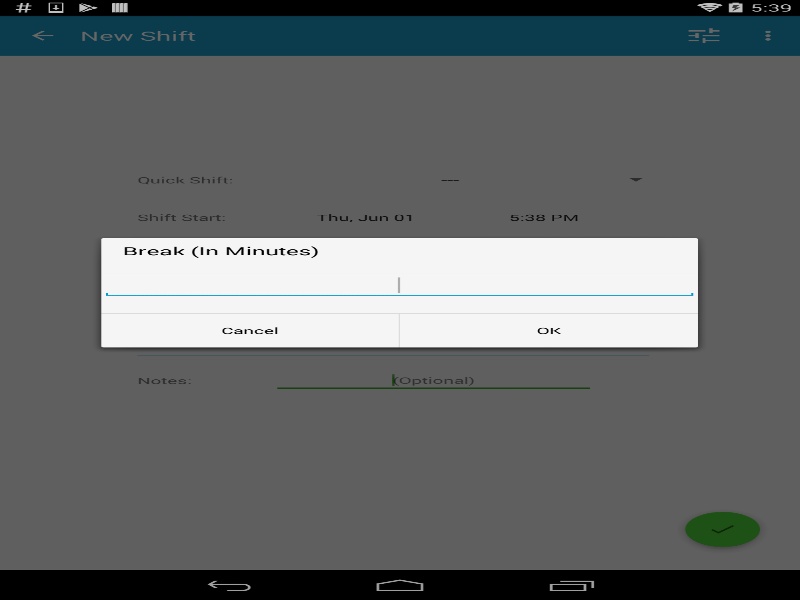 5:39
New Shift
Quick Shift: ---
Shift Start: Thu, Jun 01 5:38 PM
Break (In Minutes)
Cancel OK
Notes: (Optional)